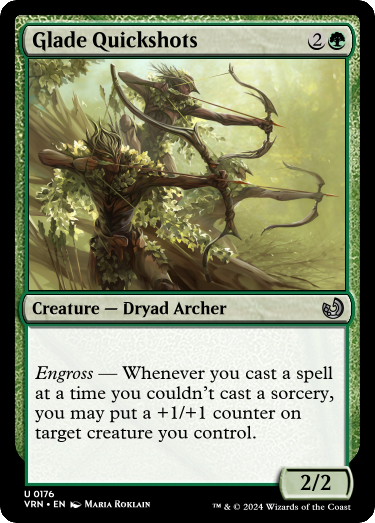 Glade Quickshots 2
Creature — Dryad Archer
Engross — Whenever you cast a spell
at a time you couldn't cast a sorcery,
you may put a +1/+1 counter on
target creature you control.
2/2
U 0176
VRN • EN Maria Roklain
™ & © 2024 Wizards of the Coast